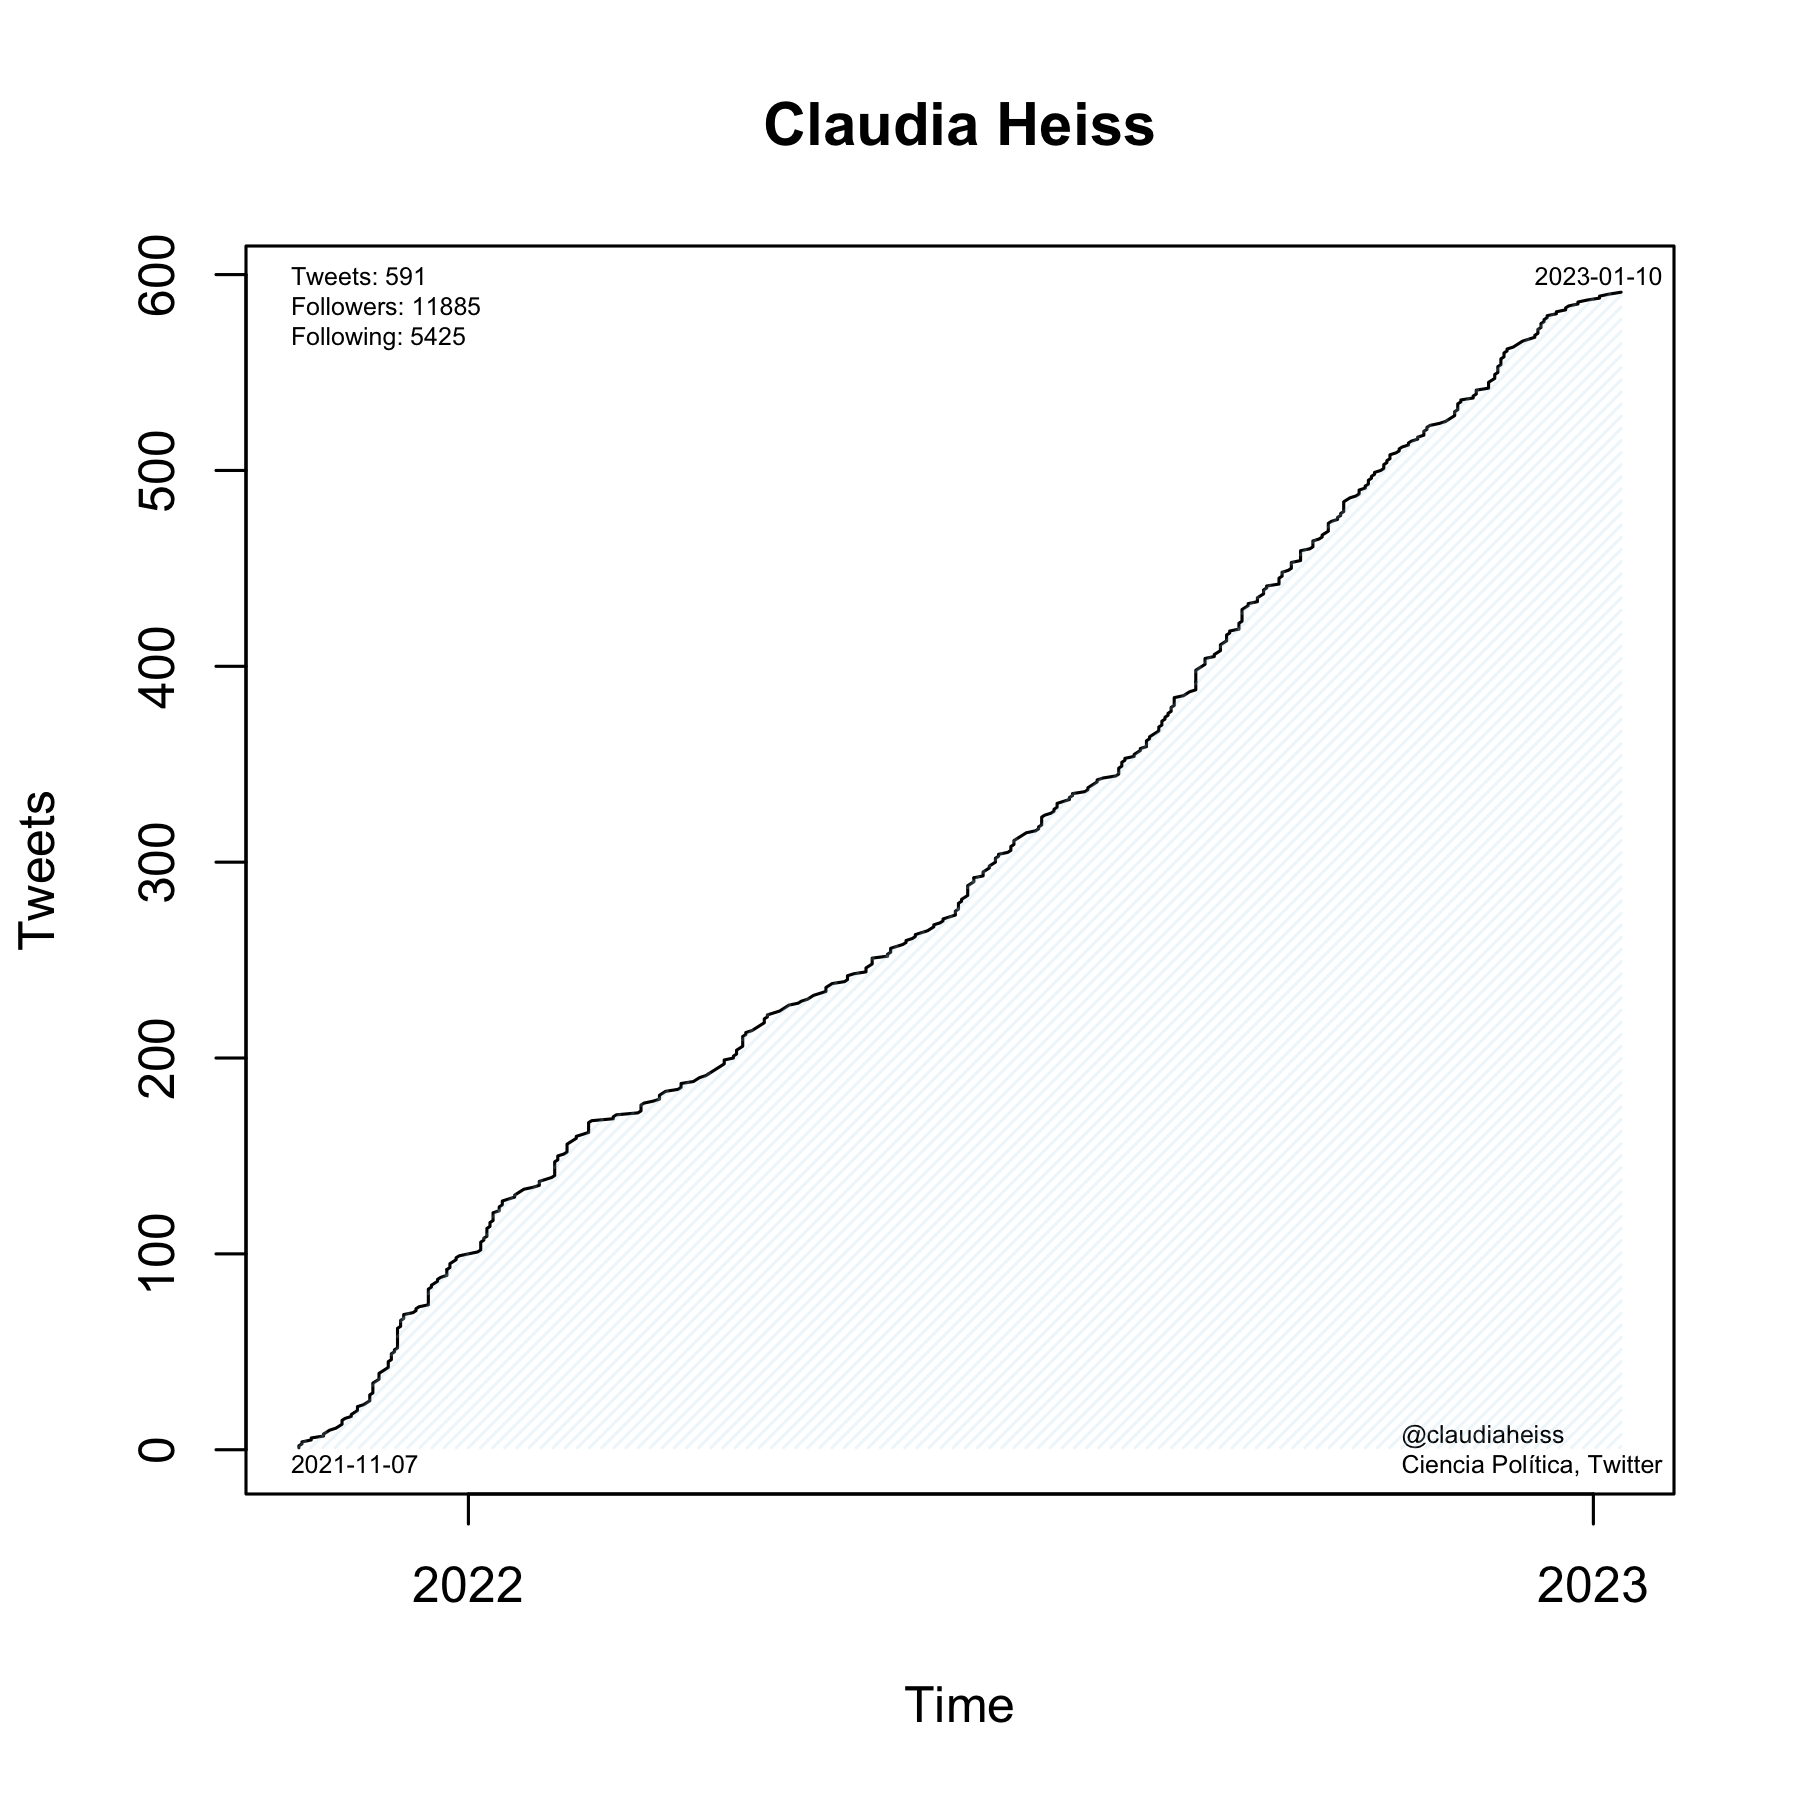 Claudia Heiss
Tweets: 591
Followers: 11885
Following: 5425
2023-01-10
600
500
400
300
200
100
0
Tweets
2021-11-07
@claudiaheiss
Ciencia Política, Twitter
2022
2023
Time